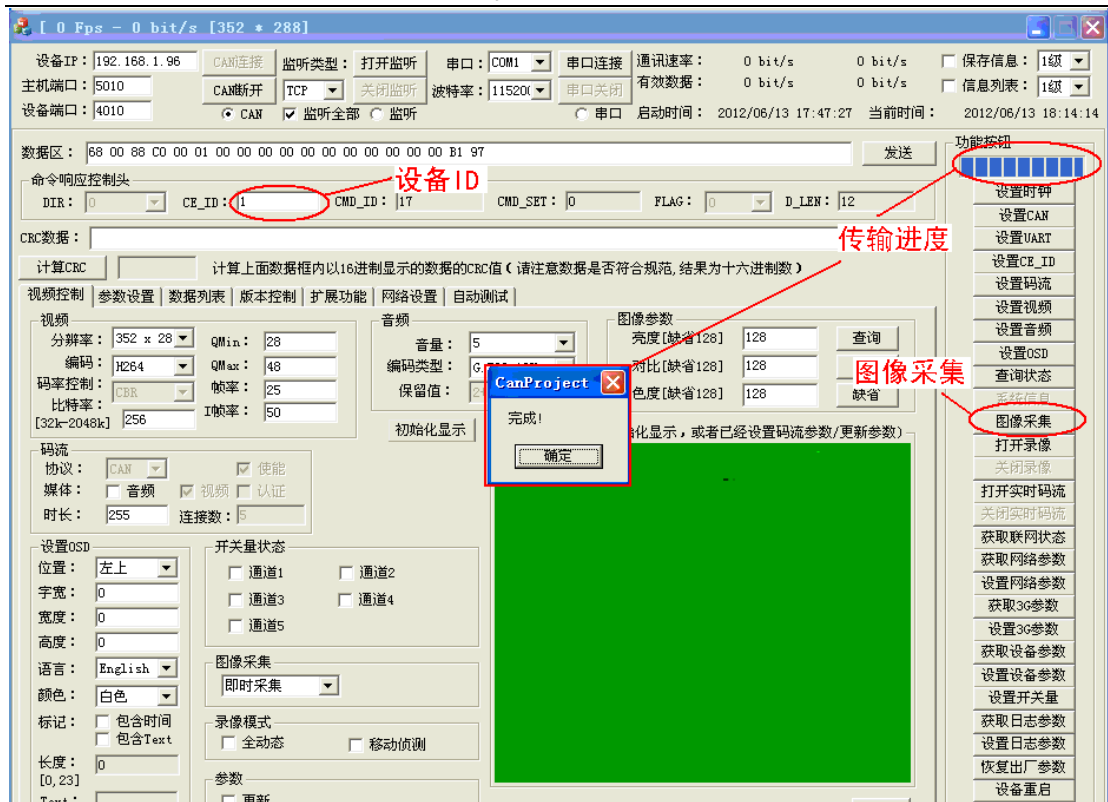 [ 0 Fps - 0 bit/s [352 * 288]
设备IP： 192.168.1.96 CAN连接 监听类型： 打开监听 串口： COM1 串口连接 通讯速率： 0 bit/s 0 bit/s 保存信息： 1级
主机端口： 5010 CAN断开 TCP 关闭监听 波特率： 11520( 串口关闭 有效数据： 0 bit/s 0 bit/s 信息列表： 1级
设备端口： 4010 CAN 监听全部 监听 串口 启动时间： 2012/06/13 17:47:27 当前时间： 2012/06/13 18:14:14
数据区： 68 00 88 C0 00 01 00 00 00 00 00 00 00 00 00 00 00 B1 97 发送
功能按钮
命令响应控制头
设备ID
DIR： 0 CE_ID： 1 CMD_ID： 17 CMD_SET： 0 FLAG： 0 D_LEN： 12
传输进度
CRC数据：
计算CRC 计算上面数据框内以16进制显示的数据的CRC值(请注意数据是否符合规范,结果为十六进制数)
视频控制 参数设置 数据列表 版本控制 扩展功能 网络设置 自动测试
视频
分辨率： 352 x 28 QMin： 28
编码： H264 QMax： 48
码率控制： CBR 帧率： 25
比特率： 256 I帧率： 50
[32k-2048k]
音频
音量： 5
编码类型：
保留值：
初始化显示
图像参数
亮度[缺省128] 128 查询
对比[缺省128] 128
色度[缺省128] 128 缺省
图像采集
化显示，或者已经设置码流参数/更新参数)
CanProject
完成!
确定
码流
协议： CAN 使能
媒体： 音频 视频 认证
时长： 255 连接数： 5
设置OSD
位置： 左上
字宽： 0
宽度： 0
高度： 0
语言： English
颜色： 白色
标记： 包含时间
包含Text
长度： 0
[0,23]
Text：
开关量状态
通道1 通道2
通道3 通道4
通道5
图像采集
即时采集
录像模式
全动态 移动侦测
参数
更新
设置时钟
设置CAN
设置UART
设置CE_ID
设置码流
设置视频
设置音频
设置OSD
查询状态
系统信息
图像采集
打开录像
关闭录像
打开实时码流
关闭实时码流
获取联网状态
获取网络参数
设置网络参数
获取3G参数
设置3G参数
获取设备参数
设置设备参数
设置开关量
获取日志参数
设置日志参数
恢复出厂参数
设备重启